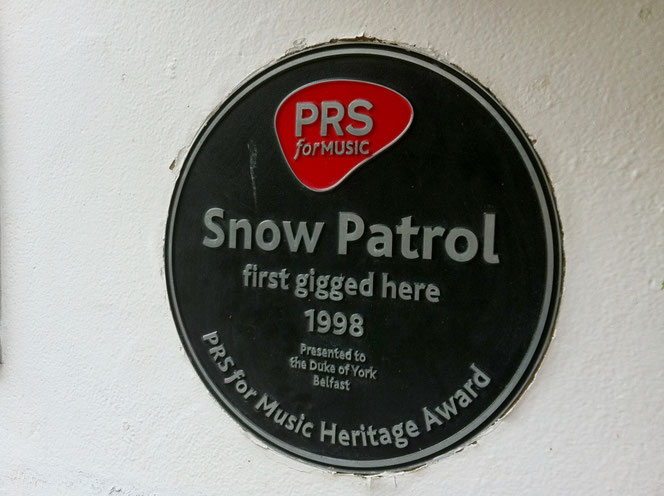 PRS
forMUSIC
Snow Patrol
first gigged here
1998
Presented to
the Duke of York
Belfast
PRS for Music Heritage Award